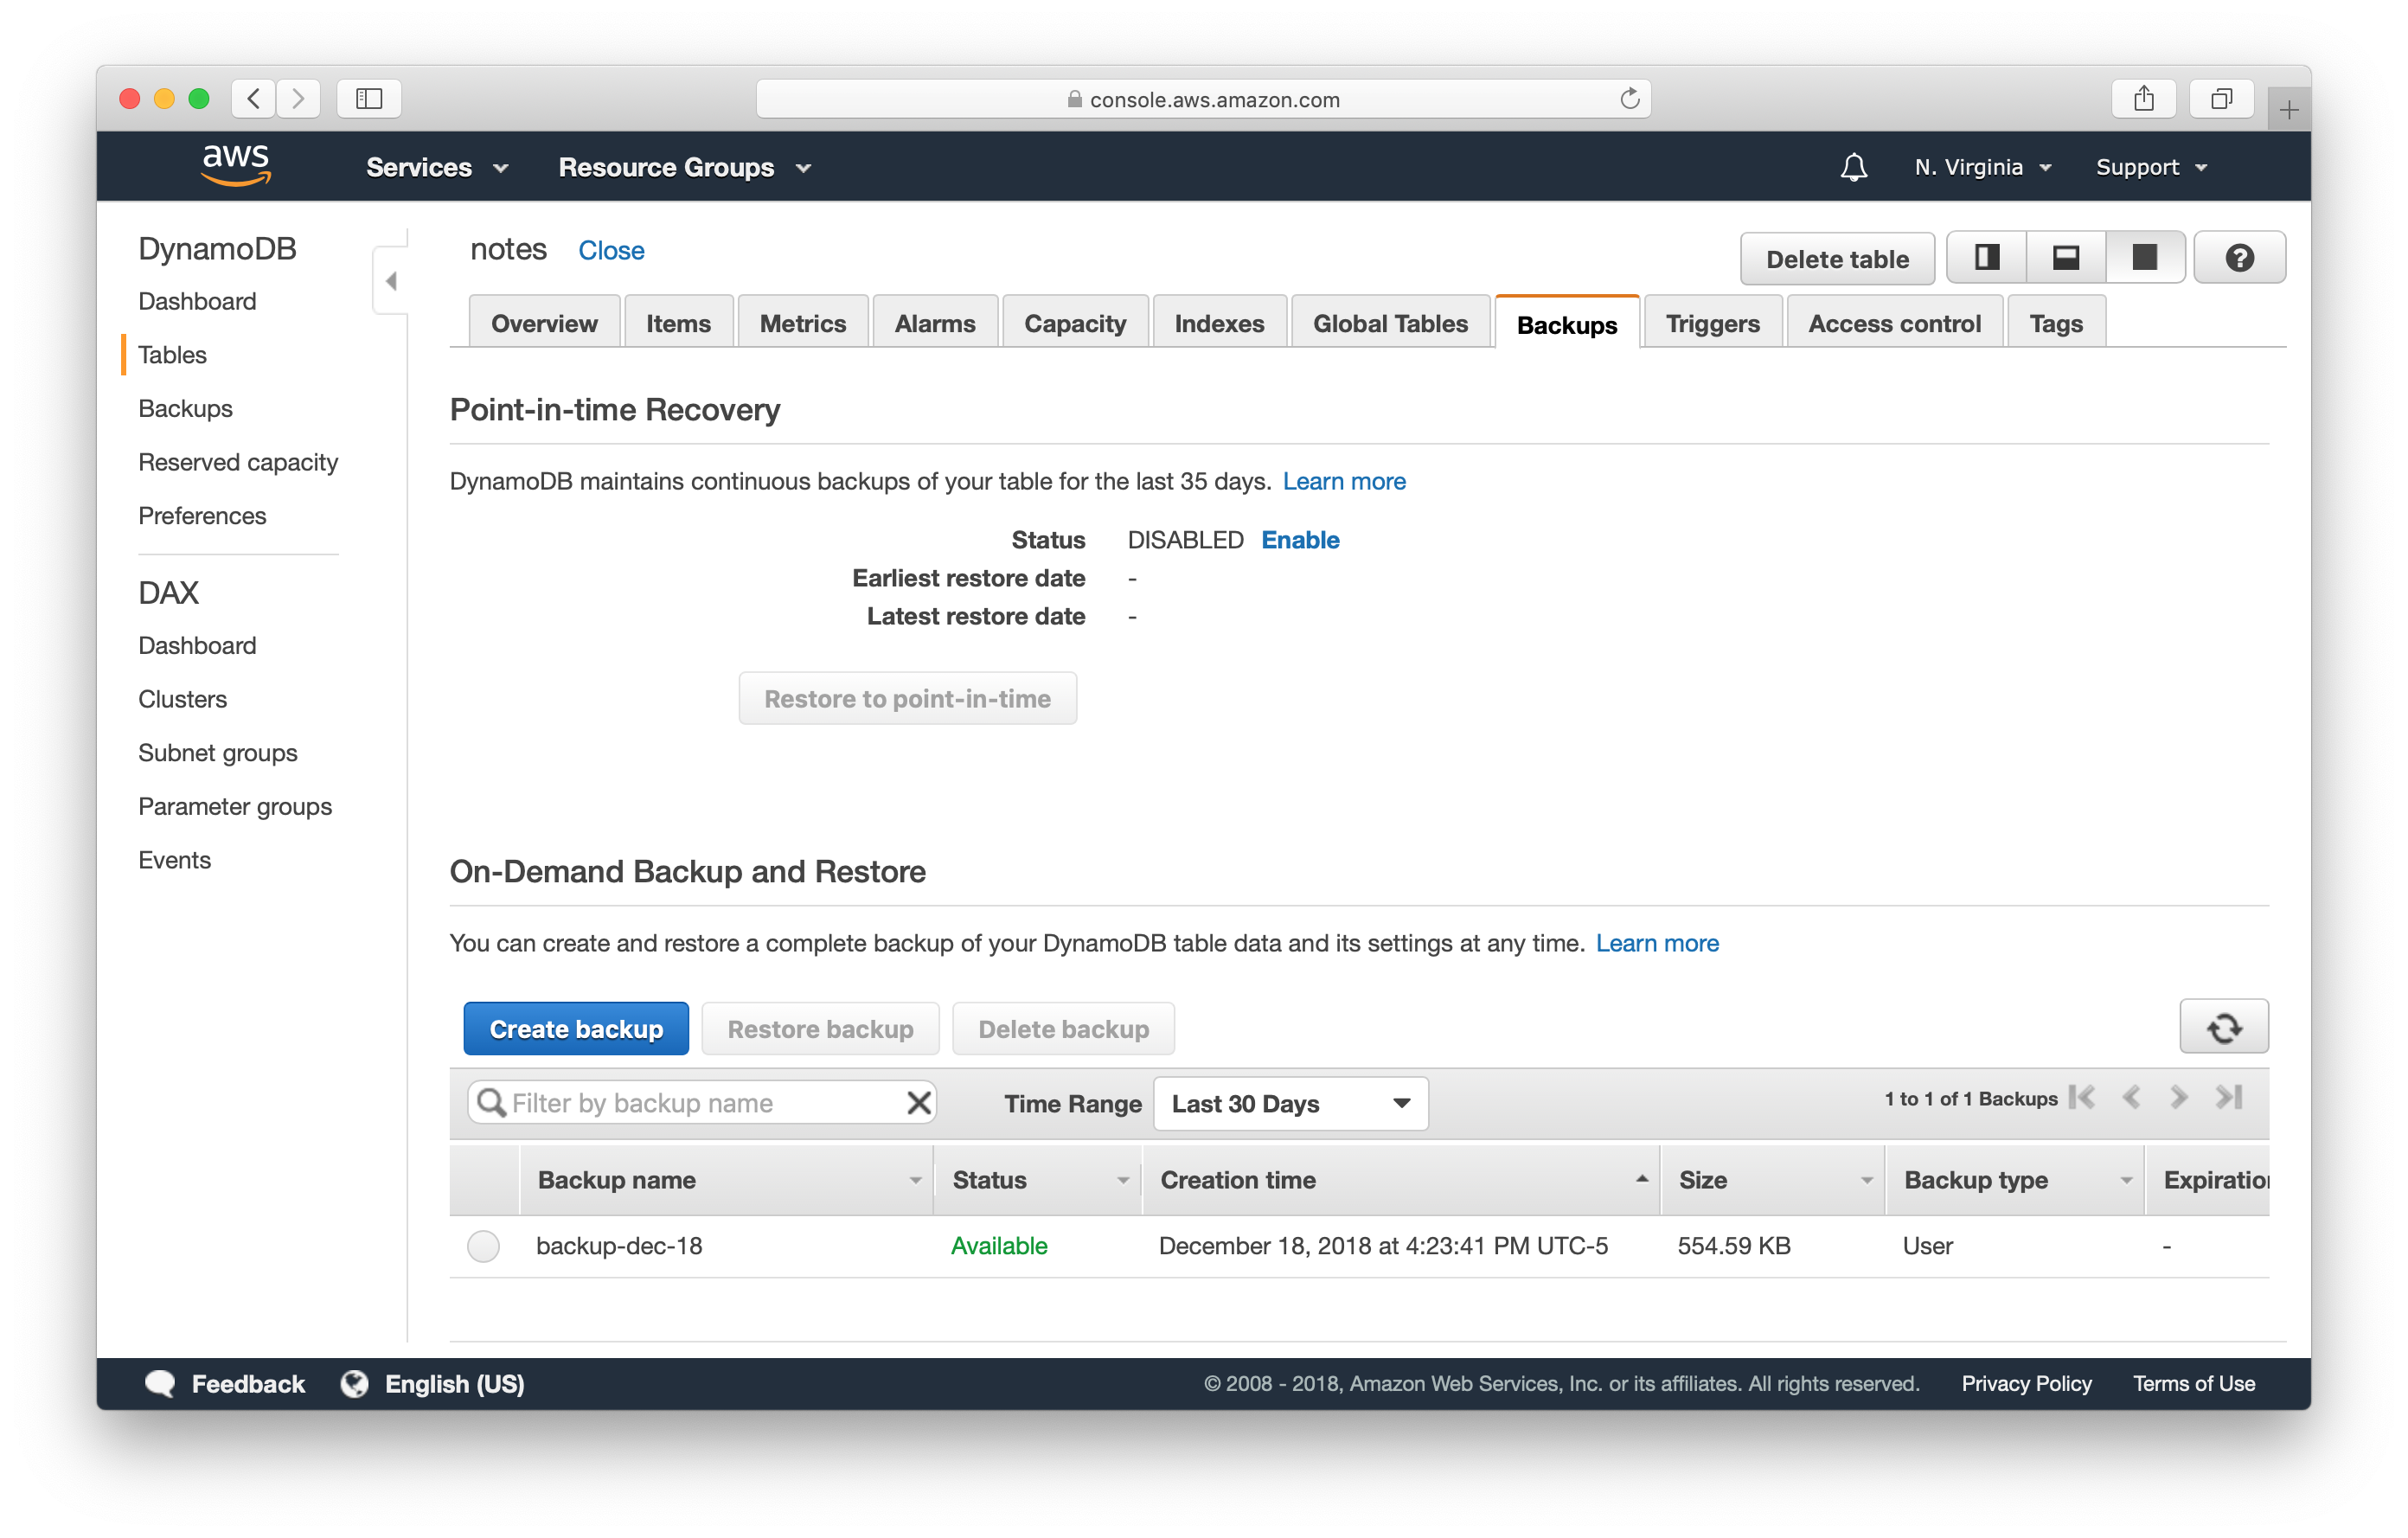 console.aws.amazon.com
aws Services Resource Groups N. Virginia Support
DynamoDB
Dashboard
Tables
Backups
Reserved capacity
Preferences
DAX
Dashboard
Clusters
Subnet groups
Parameter groups
Events
notes Close Delete table
Overview Items Metrics Alarms Capacity Indexes Global Tables Backups Triggers Access control Tags
Point-in-time Recovery
DynamoDB maintains continuous backups of your table for the last 35 days. Learn more
Status DISABLED Enable
Earliest restore date -
Latest restore date -
Restore to point-in-time
On-Demand Backup and Restore
You can create and restore a complete backup of your DynamoDB table data and its settings at any time. Learn more
Create backup Restore backup Delete backup
Filter by backup name Time Range Last 30 Days 1 to 1 of 1 Backups
Backup name Status Creation time Size Backup type
backup-dec-18 Available December 18, 2018 at 4:23:41 PM UTC-5 554.59 KB User -
Feedback English (US) © 2008 - 2018, Amazon Web Services, Inc. or its affiliates. All rights reserved. Privacy Policy Terms of Use